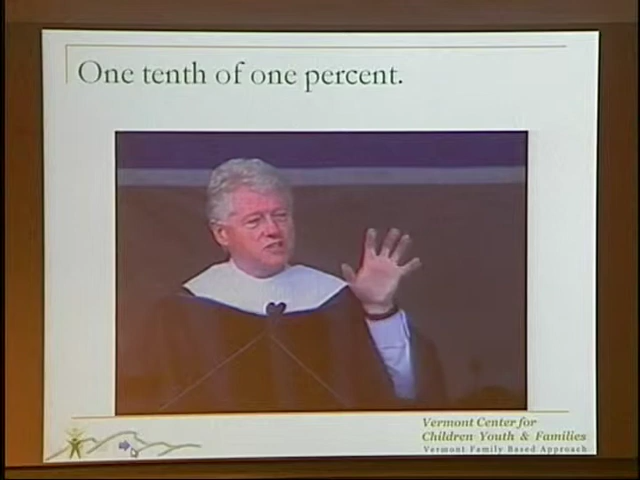 One tenth of one percent.
Vermont Center for
Children Youth & Families
Vermont Family Based Approach